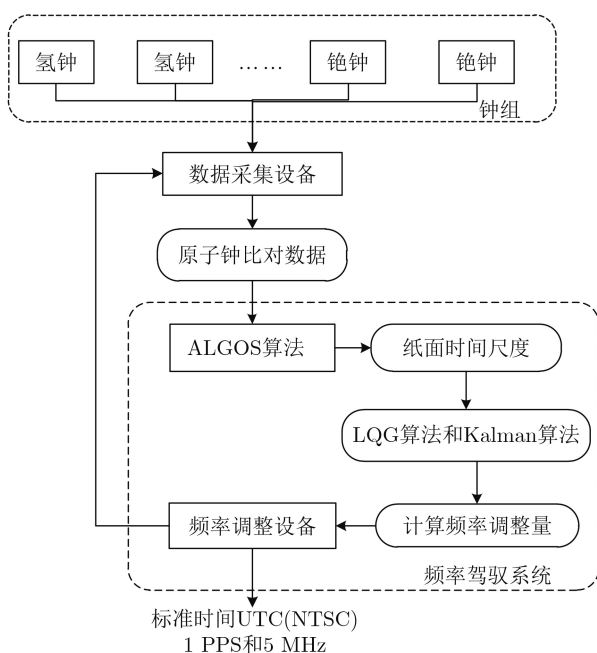 氢钟
氢钟
……
铯钟
铯钟
钟组
数据采集设备
原子钟比对数据
ALGOS算法
纸面时间尺度
LQG算法和Kalman算法
频率调整设备
计算频率调整量
频率驾驭系统
标准时间UTC(NTSC)
1 PPS和5 MHz